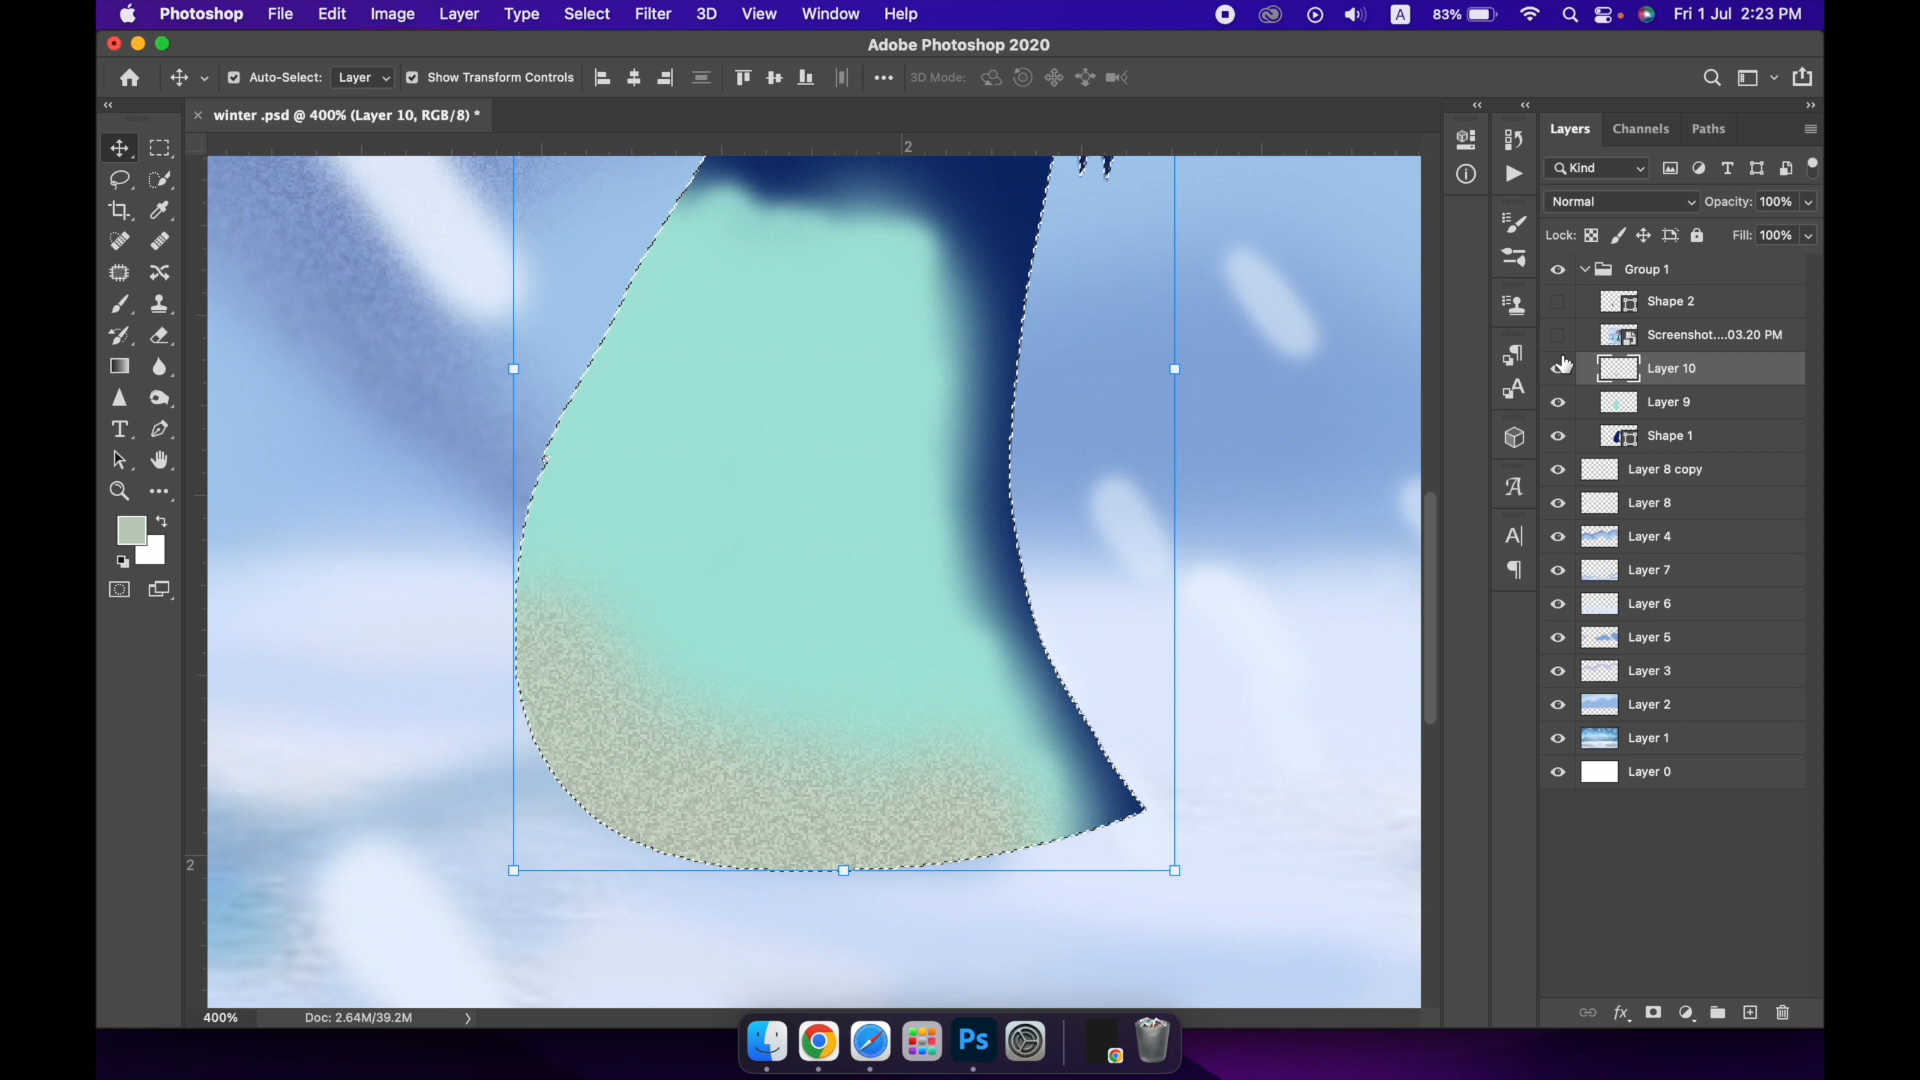 Photoshop File Edit Image Layer Type Select Filter 3D View Window Help A 83% Fri 1 Jul 2:23 PM
Adobe Photoshop 2020
Auto-Select: Layer Show Transform Controls 3D Mode:
winter .psd @ 400% (Layer 10, RGB/8) *
Layers Channels Paths
2
Kind
Normal Opacity: 100%
Lock: Fill: 100%
Group 1
Shape 2
Screenshot....03.20 PM
Layer 10
Layer 9
Shape 1
Layer 8 copy
Layer 8
Layer 4
Layer 7
Layer 6
Layer 5
Layer 3
Layer 2
Layer 1
Layer 0
2
400% Doc: 2.64M/39.2M
fx
Ps